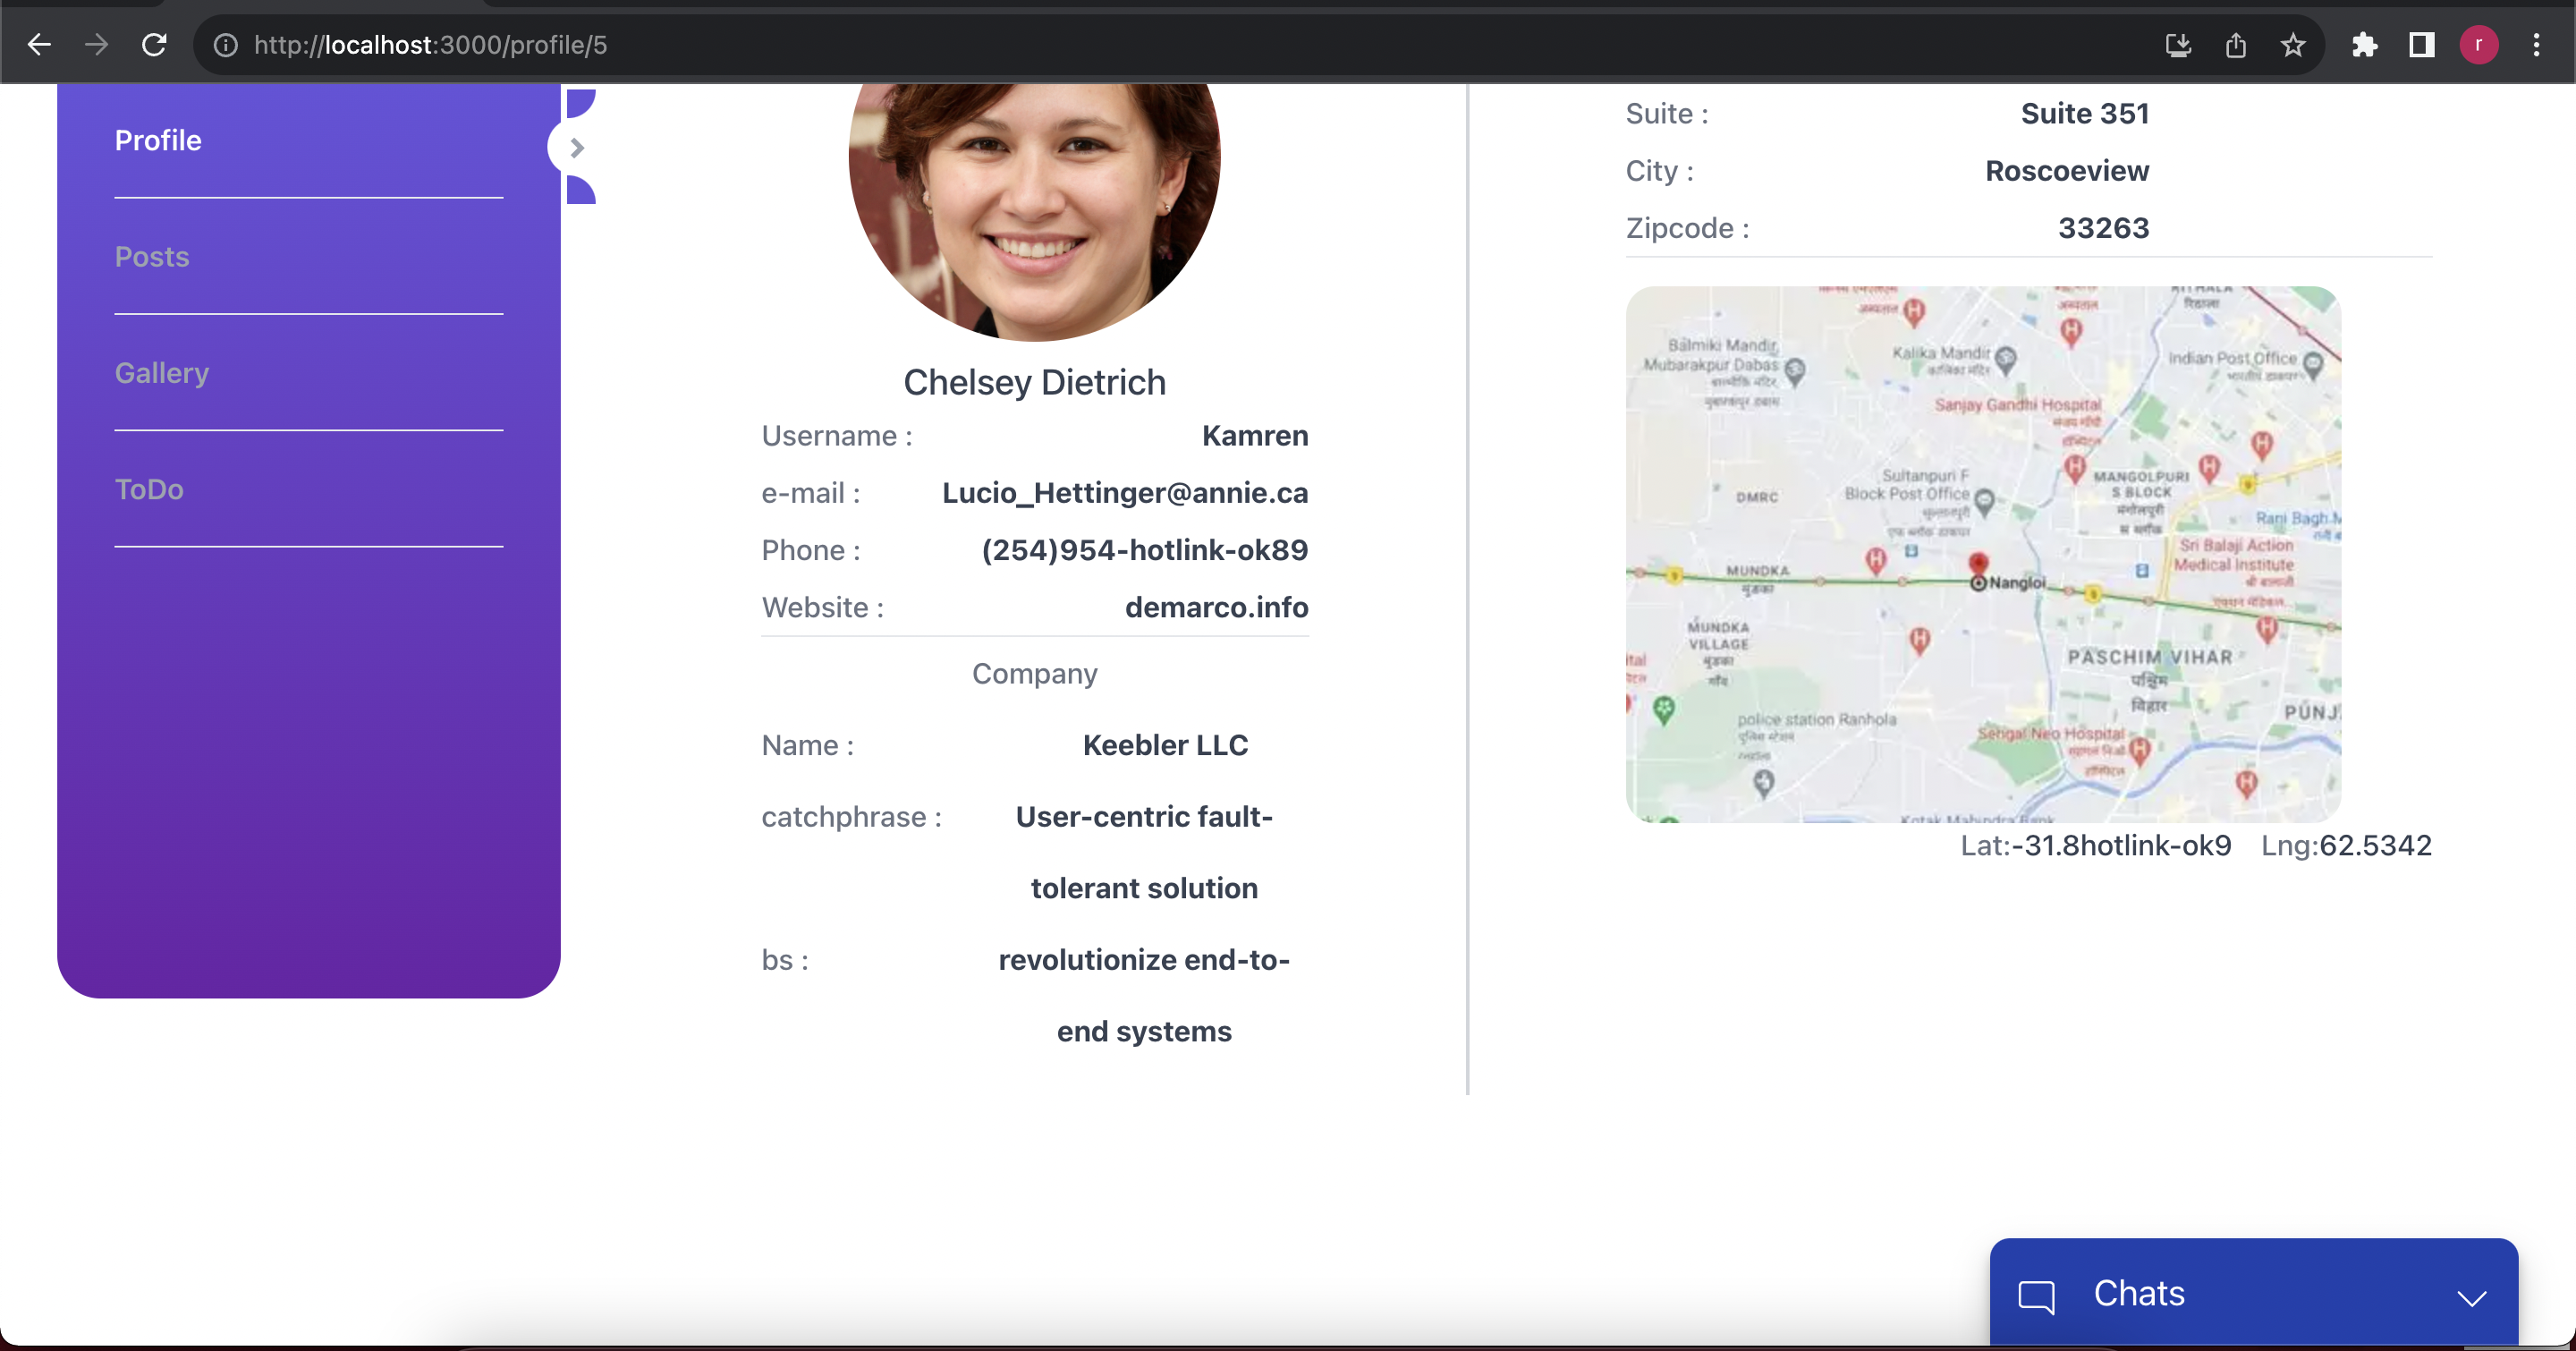 http://localhost:3000/profile/5
r
Profile
Posts
Gallery
ToDo
Chelsey Dietrich
Username :
Kamren
e-mail :
Lucio_Hettinger@annie.ca
Phone :
(254)954-hotlink-ok89
Website :
demarco.info
Company
Name :
Keebler LLC
catchphrase :
User-centric fault-
tolerant solution
bs :
revolutionize end-to-
end systems
Suite :
Suite 351
City :
Roscoeview
Zipcode :
33263
Balmiki Mandir,
Mubarakpur Dabas
Kalika Mandir
Indian Post Office
Sanjay Gandhi Hospital
Sultanpuri F
Block Post Office
DMRC
MANGOLPURI
S BLOCK
मंगोलपुरी
Rani Bagh
Sri Balaji Action
Medical Institute
MUNDKA
मुंडका
Nangloi
MUNDKA
VILLAGE
मुंडका
गाँव
PASCHIM VIHAR
पश्चिम
विहार
PUNJ
police station Ranhola
Sehgal Neo Hospital
Kotak Mahindra Bank
Lat:-31.8hotlink-ok9 Lng:62.5342
Chats